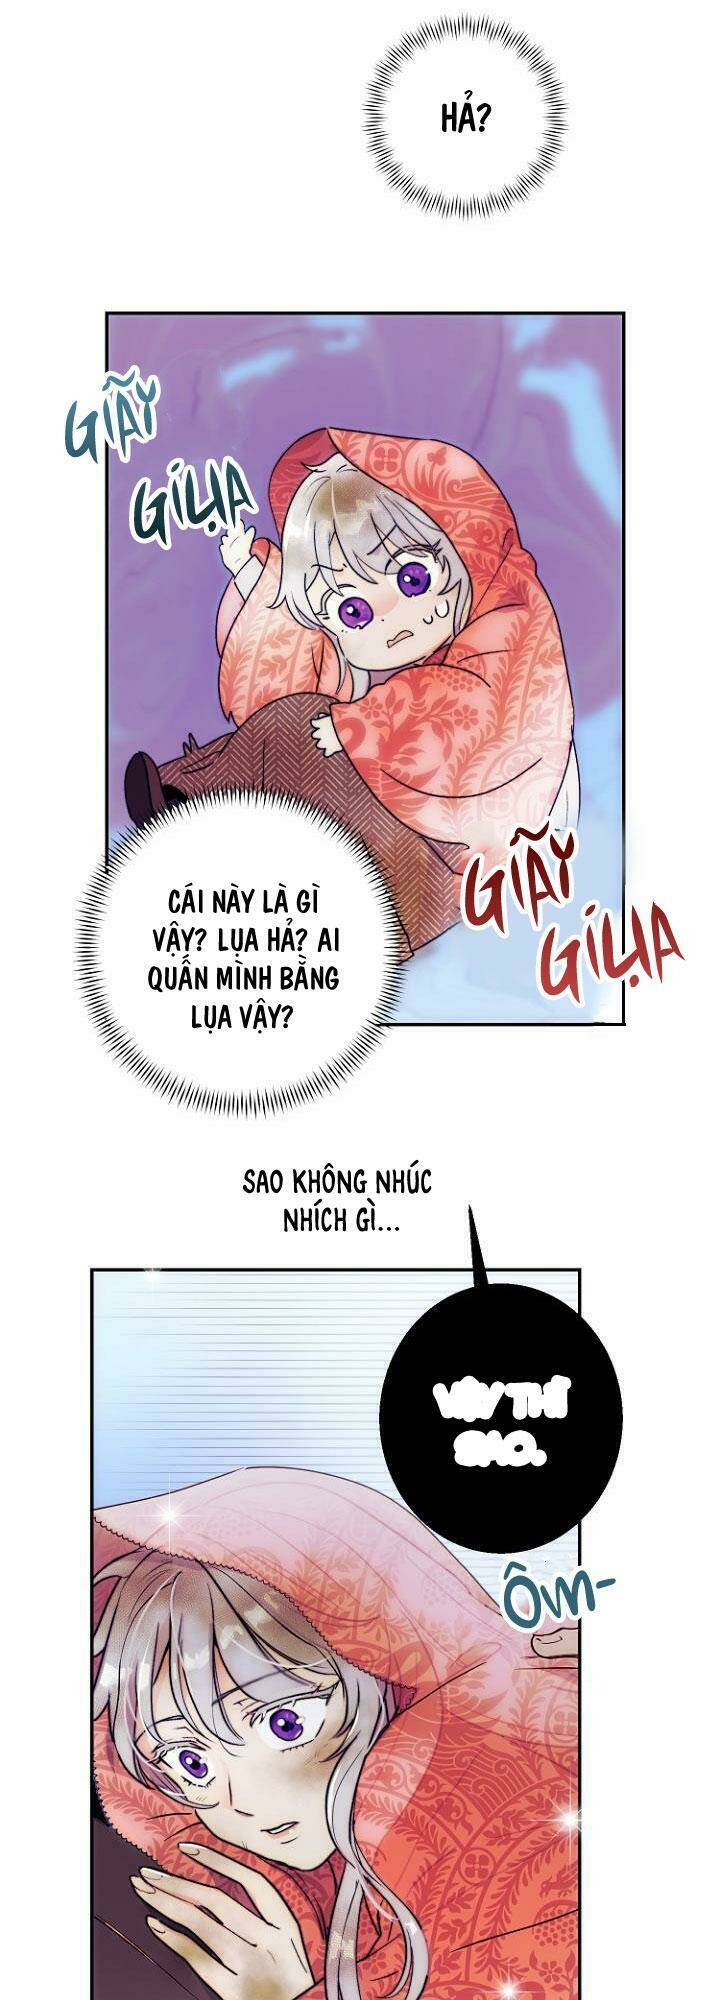 HẢ?
GIÃY
GIỤA
CÁI NÀY LÀ GÌ
VẬY? LỤA HẢ? AI
QUẤN MÌNH BẰNG
LỤA VẬY?
GIÃY
GIỤA
SAO KHÔNG NHÚC
NHÍCH GÌ...
VẬY THÌ
SAO.
ÔM-